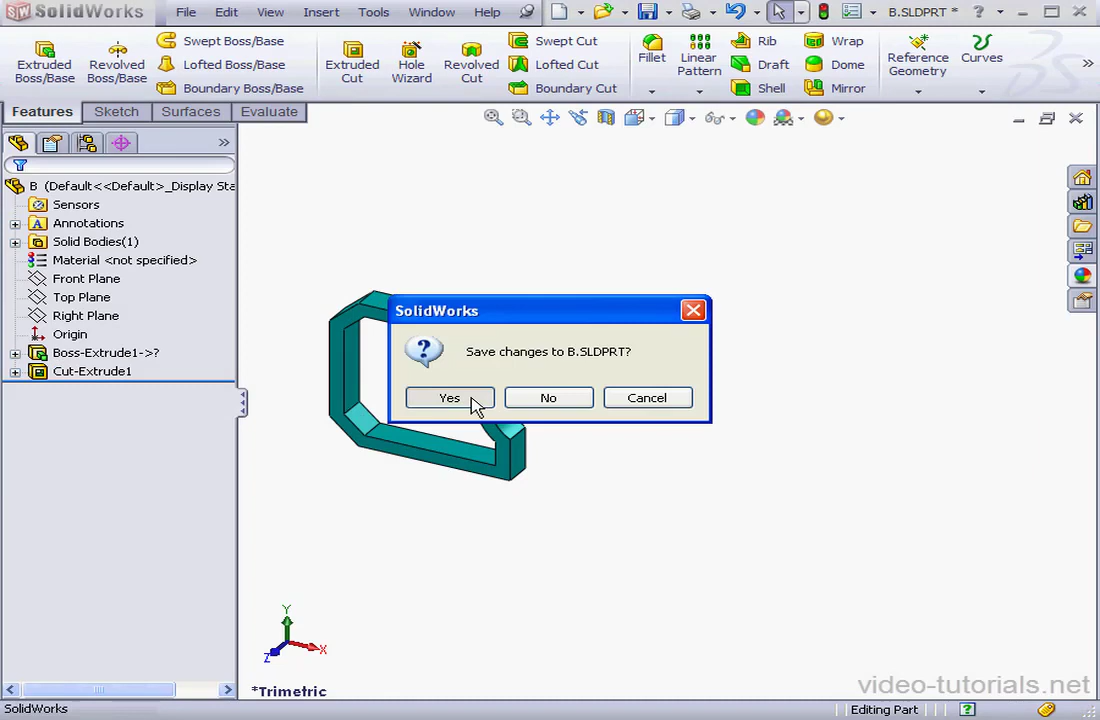 SolidWorks File Edit View Insert Tools Window Help B.SLDPRT * ?
Extruded Boss/Base
Revolved Boss/Base
Swept Boss/Base
Lofted Boss/Base
Boundary Boss/Base
Extruded Cut
Hole Wizard
Revolved Cut
Swept Cut
Lofted Cut
Boundary Cut
Fillet
Linear Pattern
Rib
Draft
Shell
Wrap
Dome
Mirror
Reference Geometry
Curves
Features Sketch Surfaces Evaluate
B (Default<<Default>_Display Sta
Sensors
Annotations
Solid Bodies(1)
Material <not specified>
Front Plane
Top Plane
Right Plane
Origin
Boss-Extrude1->?
Cut-Extrude1
SolidWorks
Save changes to B.SLDPRT?
Yes No Cancel
Y
Z X
*Trimetric
video-tutorials.net
SolidWorks Editing Part